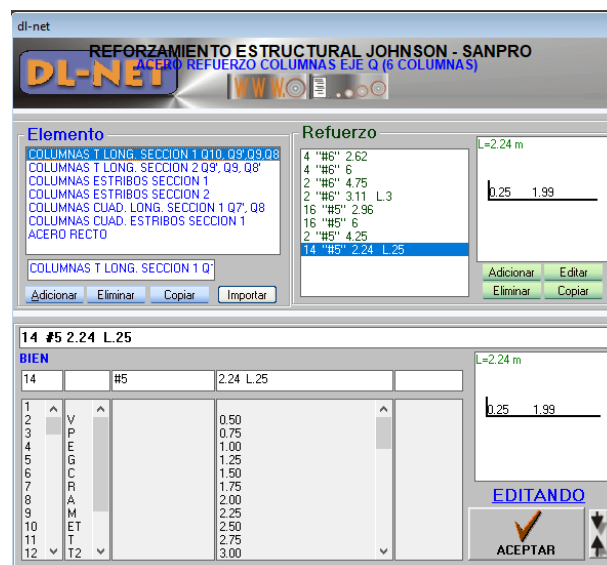 dl-net
REFORZAMIENTO ESTRUCTURAL JOHNSON - SANPRO
ACERO REFUERZO COLUMNAS EJE Q (6 COLUMNAS)
DL-NET
WWW
Elemento
COLUMNAS T LONG. SECCION 1 Q10, Q9',Q9,Q8
COLUMNAS T LONG. SECCION 2 Q9', Q9, Q8'
COLUMNAS ESTRIBOS SECCION 1
COLUMNAS ESTRIBOS SECCION 2
COLUMNAS CUAD. LONG. SECCION 1 Q7', Q8
COLUMNAS CUAD. ESTRIBOS SECCION 1
ACERO RECTO
COLUMNAS T LONG. SECCION 1 Q'
Adicionar Eliminar Copiar Importar
Refuerzo
4 "#6" 2.62
4 "#6" 6
2 "#6" 4.75
2 "#6" 3.11 L.3
16 "#5" 2.96
16 "#5" 6
2 "#5" 4.25
14 "#5" 2.24 L.25
L=2.24 m
0.25 1.99
Adicionar Editar
Eliminar Copiar
14 #5 2.24 L.25
BIEN
14 #5 2.24 L.25
1
2 V 0.50
3 P 0.75
4 E 1.00
5 G 1.25
6 C 1.50
7 R 1.75
8 A 2.00
9 M 2.25
10 ET 2.50
11 T 2.75
12 T2 3.00
L=2.24 m
0.25 1.99
EDITANDO
ACEPTAR